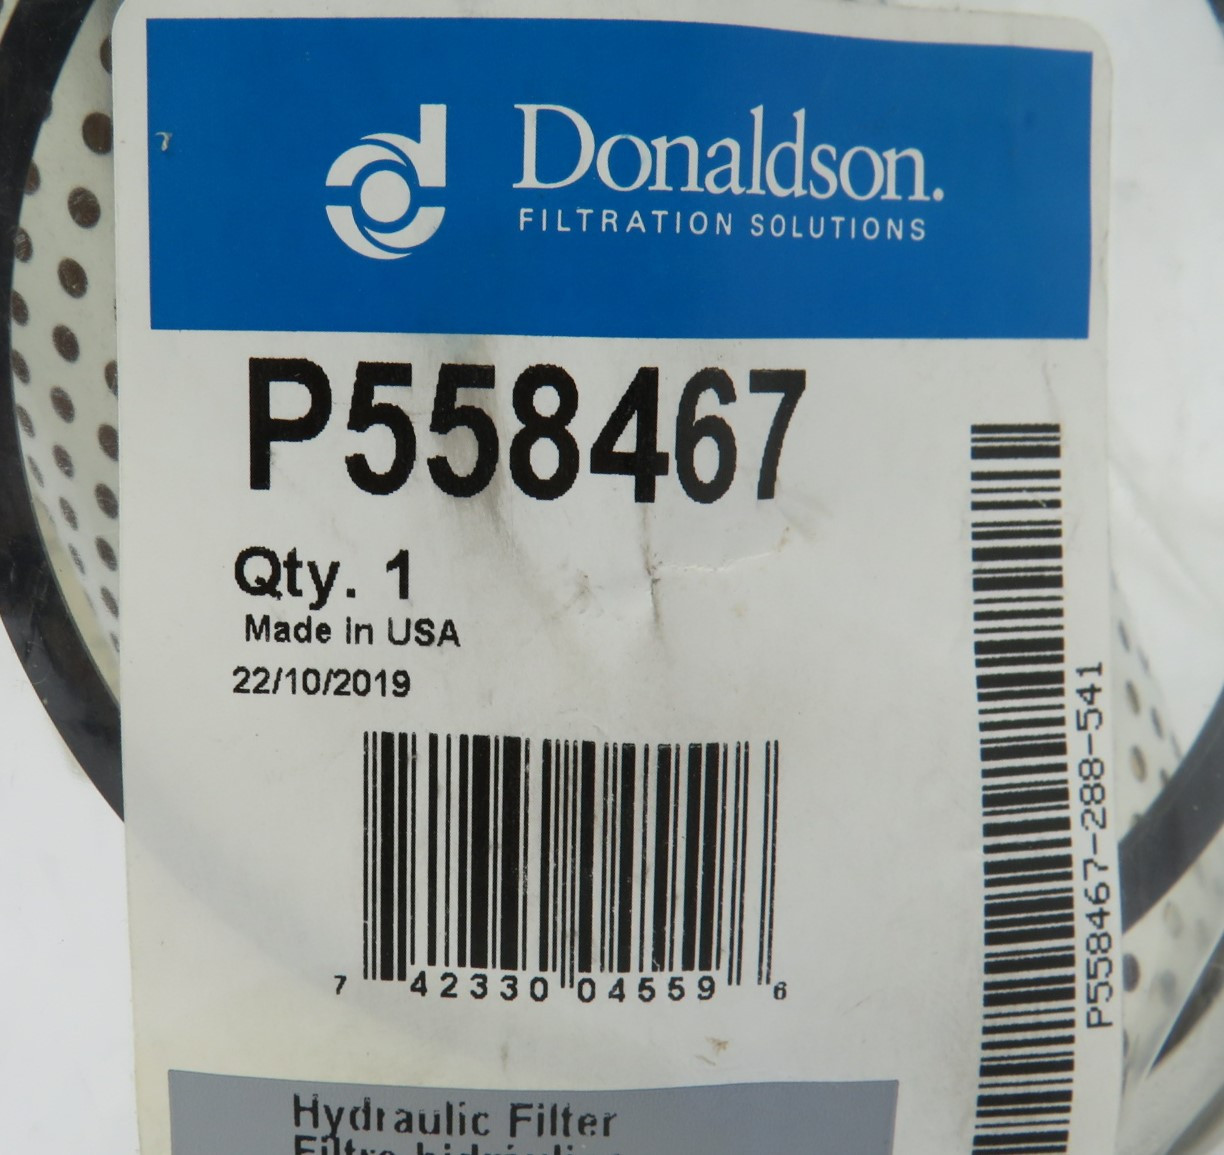 Donaldson.
FILTRATION SOLUTIONS
P558467
Qty. 1
Made in USA
22/10/2019
7 42330 04559 6
P558467-288-541
Hydraulic Filter
Filtro